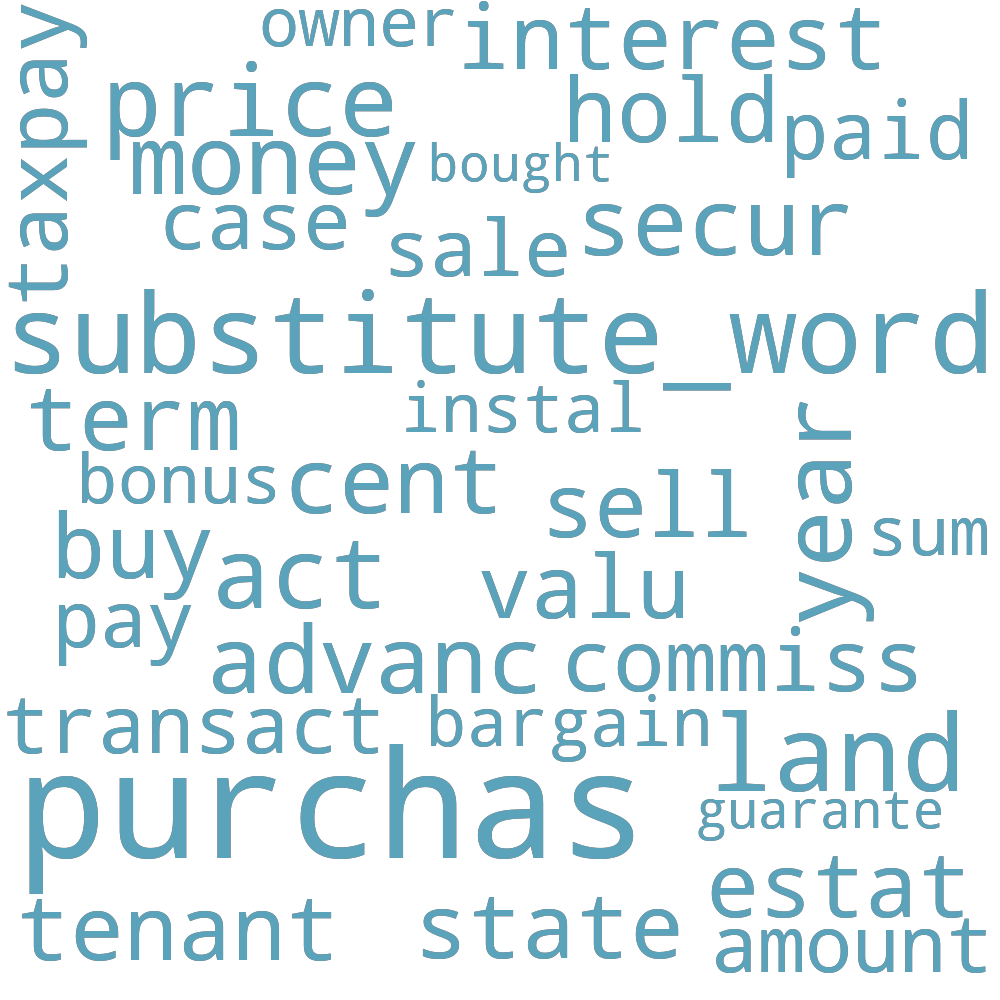 owner interest
taxpay
price hold paid
money bought
case sale secur
substitute_word
term instal
year
bonus cent sell
buy act valu sum
pay
advanc commiss
transact bargain land
purchas guarante
estat
tenant state amount